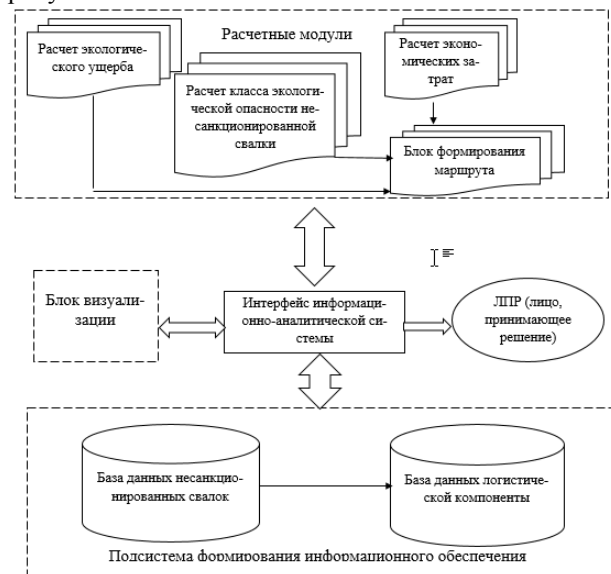 Расчет экологиче-
ского ущерба
Расчетные модули
Расчет эконо-
мических за-
трат
Расчет класса экологи-
ческой опасности не-
санкционированной
свалки
Блок формирования
маршрута
Блок визуали-
зации
Интерфейс информаци-
онно-аналитической си-
стемы
ЛПР (лицо,
принимающее
решение)
База данных несанкци-
онированных свалок
База данных логистиче-
ской компоненты
Подсистема формирования информационного обеспечения